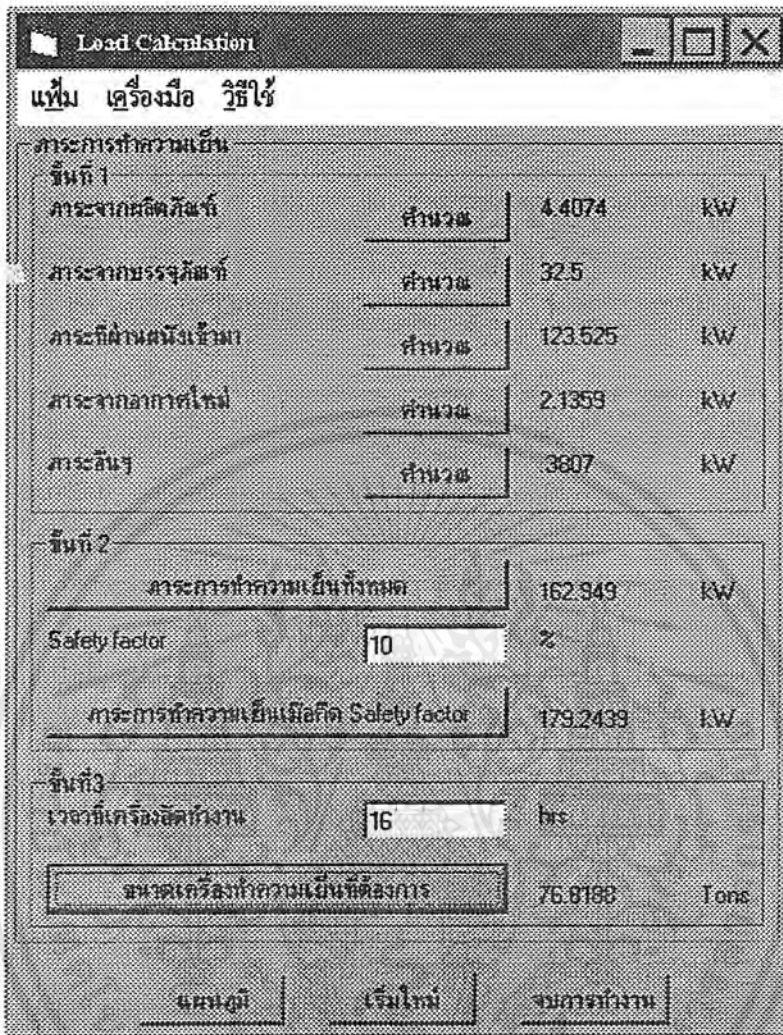 Load Calculation
แฟ้ม เครื่องมือ วิธีใช้
ภาระการทำความเย็น
ขั้นที่ 1
ภาระจากผลิตภัณฑ์ คำนวณ 4.4074 kW
ภาระจากบรรจุภัณฑ์ คำนวณ 32.5 kW
ภาระที่ผ่านผนังเข้ามา คำนวณ 123.525 kW
ภาระจากอากาศใหม่ คำนวณ 2.1359 kW
ภาระอื่นๆ คำนวณ .3807 kW
ขั้นที่ 2
ภาระการทำความเย็นทั้งหมด 162.949 kW
Safety factor 10 %
ภาระการทำความเย็นเมื่อคิด Safety factor 179.2439 kW
ขั้นที่3
เวลาที่เครื่องอัดทำงาน 16 hrs
ขนาดเครื่องทำความเย็นที่ต้องการ 76.8188 Tons
แผนภูมิ เริ่มใหม่ จบการทำงาน